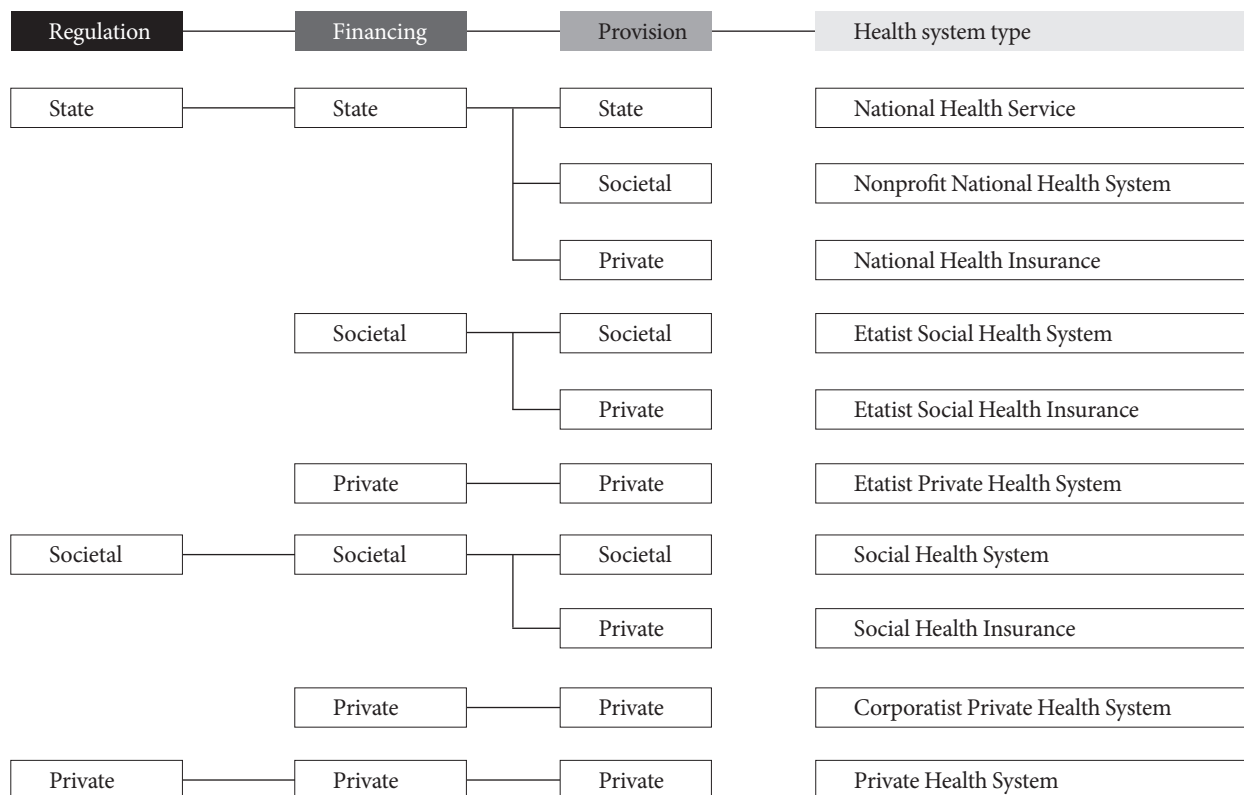 Regulation Financing Provision Health system type
State State State National Health Service
Societal Nonprofit National Health System
Private National Health Insurance
Societal Societal Etatist Social Health System
Private Etatist Social Health Insurance
Private Private Etatist Private Health System
Societal Societal Societal Social Health System
Private Social Health Insurance
Private Private Corporatist Private Health System
Private Private Private Private Health System